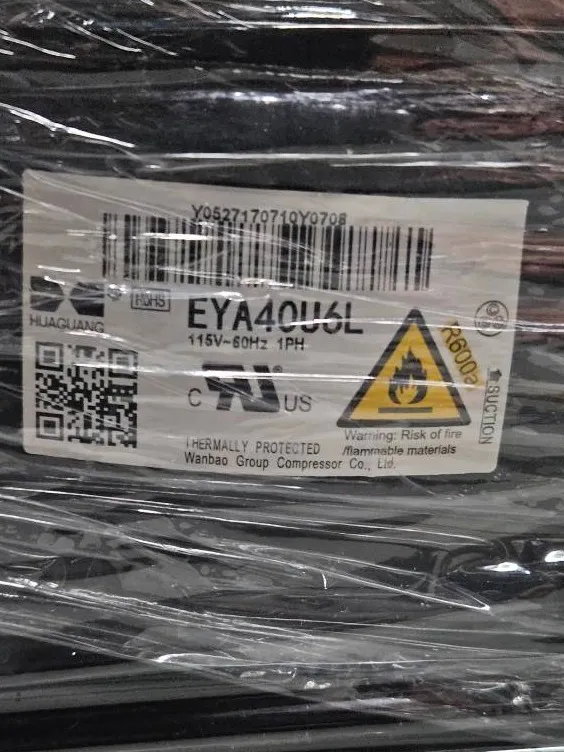 Y0527170710Y0708
HUAGUANG
RoHS
EYA40U6L
115V~60Hz 1PH
R600a
SUCTION
C
US
THERMALLY PROTECTED
Wanbao Group Compressor Co., Ltd.
Warning: Risk of fire
/flammable materials